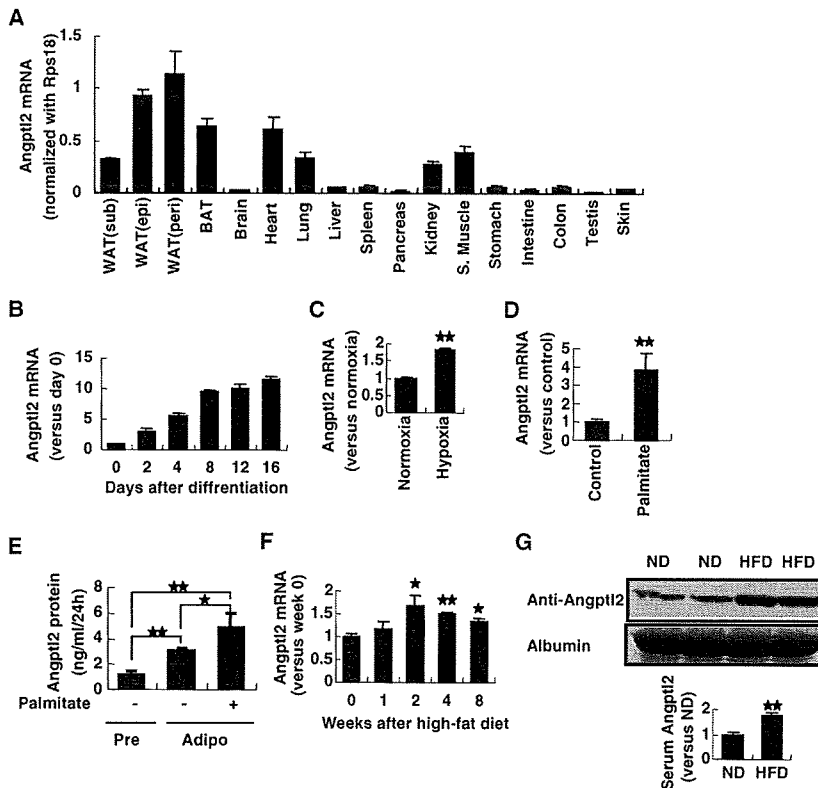 A
Angptl2 mRNA
(normalized with Rps18)
1.5
1
0.5
0
WAT(sub)
WAT(epi)
WAT(peri)
BAT
Brain
Heart
Lung
Liver
Spleen
Pancreas
Kidney
S. Muscle
Stomach
Intestine
Colon
Testis
Skin
B
Angptl2 mRNA
(versus day 0)
15
10
5
0
0 2 4 8 12 16
Days after diffrentiation
C
Angptl2 mRNA
(versus normoxia)
2
1.5
1
0.5
0
★★
Normoxia
Hypoxia
D
Angptl2 mRNA
(versus control)
5
4
3
2
1
0
★★
Control
Palmitate
E
Angptl2 protein
(ng/ml/24h)
8
6
4
2
0
★★
★
★★
Palmitate - - +
Pre Adipo
F
Angptl2 mRNA
(versus week 0)
2
1.5
1
0.5
0
★ ★★ ★
0 1 2 4 8
Weeks after high-fat diet
G
ND ND HFD HFD
Anti-Angptl2
Albumin
Serum Angptl2
(versus ND)
2
1
0
★★
ND HFD